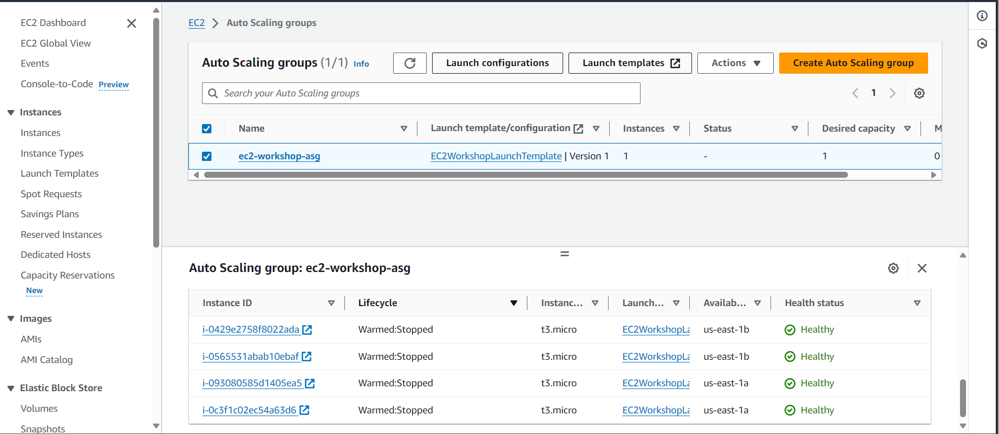 EC2 Dashboard
EC2 Global View
Events
Console-to-Code Preview
Instances
Instances
Instance Types
Launch Templates
Spot Requests
Savings Plans
Reserved Instances
Dedicated Hosts
Capacity Reservations
New
Images
AMIs
AMI Catalog
Elastic Block Store
Volumes
Snapshots
EC2 Auto Scaling groups
Auto Scaling groups (1/1) Info Launch configurations Launch templates Actions Create Auto Scaling group
Search your Auto Scaling groups 1
Name Launch template/configuration Instances Status Desired capacity M
ec2-workshop-asg EC2WorkshopLaunchTemplate | Version 1 1 - 1 0
Auto Scaling group: ec2-workshop-asg
Instance ID Lifecycle Instanc... Launch... Availab... Health status
i-0429e2758f8022ada Warmed:Stopped t3.micro EC2WorkshopLa us-east-1b Healthy
i-0565531abab10ebaf Warmed:Stopped t3.micro EC2WorkshopLa us-east-1b Healthy
i-093080585d1405ea5 Warmed:Stopped t3.micro EC2WorkshopLa us-east-1a Healthy
i-0c3f1c02ec54a63d6 Warmed:Stopped t3.micro EC2WorkshopLa us-east-1a Healthy